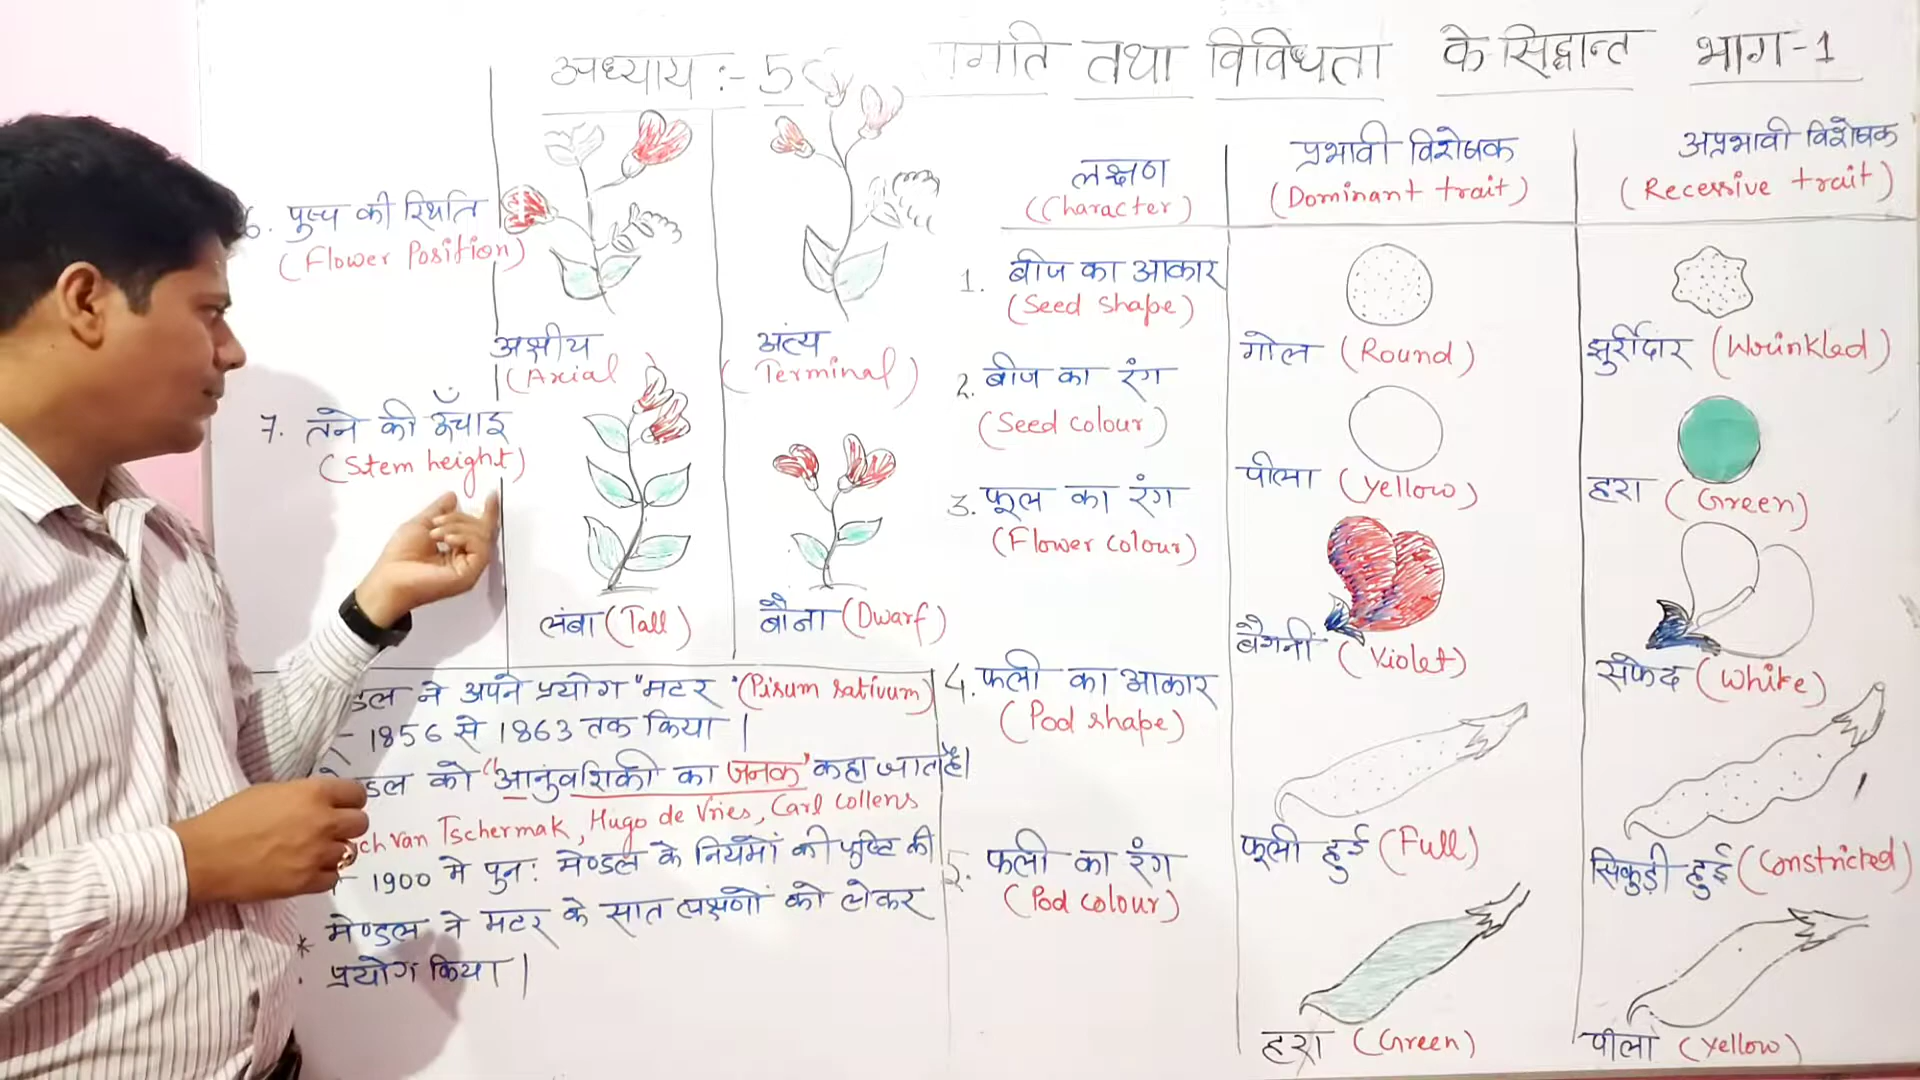 अध्याय :- 5
तथा विविधता के सिद्धान्त भाग-1
6. पुष्प की स्थिति
(Flower Position)
अक्षीय
(Axial
अंत्य
(Terminal)
7. तने की ऊँचाइ
(Stem height)
लंबा (Tall)
बौना (Dwarf)
ने अपने प्रयोग "मटर "(Pisum sativum)
1856 से 1863 तक किया |
को "आनुंवशिकी का जनक" कहा जाता है|
Tschermak, Hugo de Vries, Carl Collens
1900 मे पुन: मेण्डल के नियमों की पुष्टि की
* मेण्डल ने मटर के सात लक्षणों को लेकर
प्रयोग किया |
लक्षण
(Character)
प्रभावी विशेषक
(Dominant trait)
अप्रभावी विशेषक
(Recessive trait)
1. बीज का आकार
(Seed shape)
गोल (Round)
झुर्रीदार (Wrinkled)
2. बीज का रंग
(Seed colour)
पीला (Yellow)
हरा (Green)
3. फूल का रंग
(Flower colour)
बैगनी (Violet)
सफेद (White)
4. फली का आकार
(Pod shape)
फूली हुई (Full)
सिकुड़ी हुई (Constricted)
5. फली का रंग
(Pod colour)
हरा (Green)
पीला (Yellow)